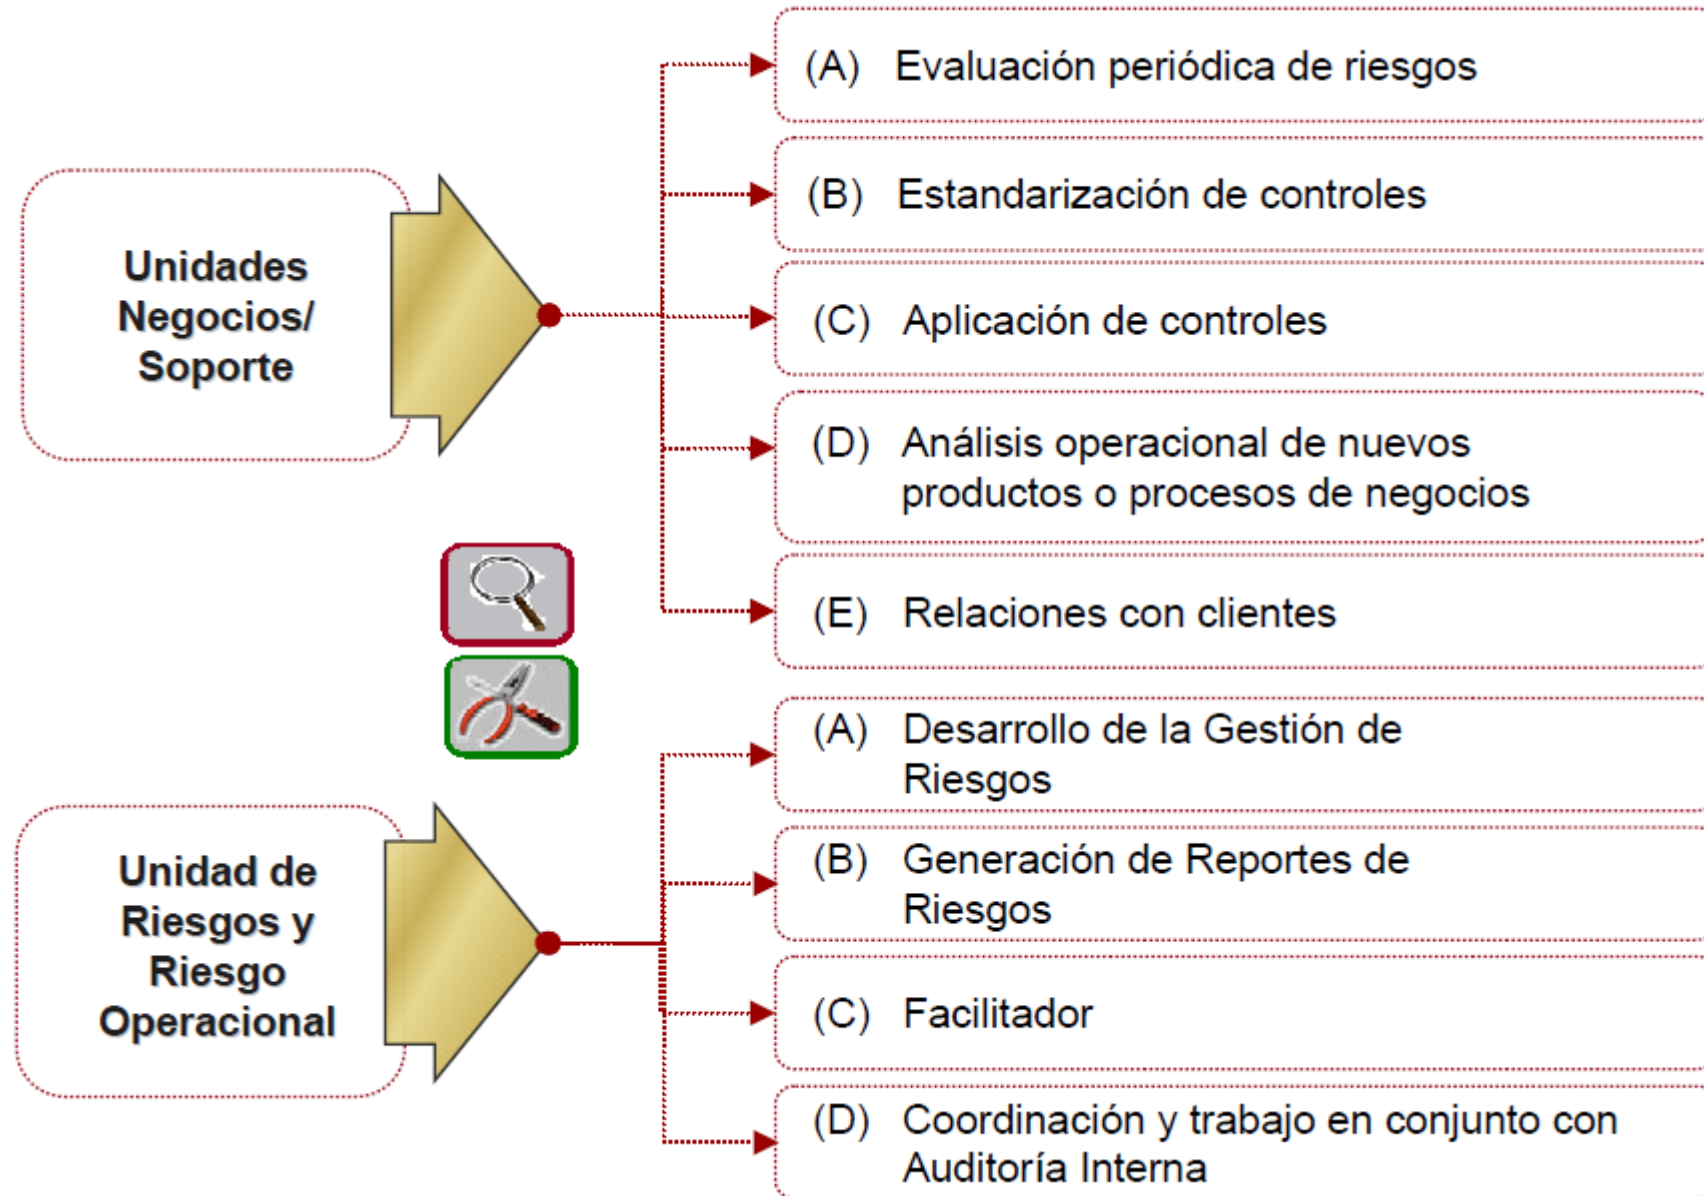 Unidades
Negocios/
Soporte
(A) Evaluación periódica de riesgos
(B) Estandarización de controles
(C) Aplicación de controles
(D) Análisis operacional de nuevos
productos o procesos de negocios
(E) Relaciones con clientes
Unidad de
Riesgos y
Riesgo
Operacional
(A) Desarrollo de la Gestión de
Riesgos
(B) Generación de Reportes de
Riesgos
(C) Facilitador
(D) Coordinación y trabajo en conjunto con
Auditoría Interna